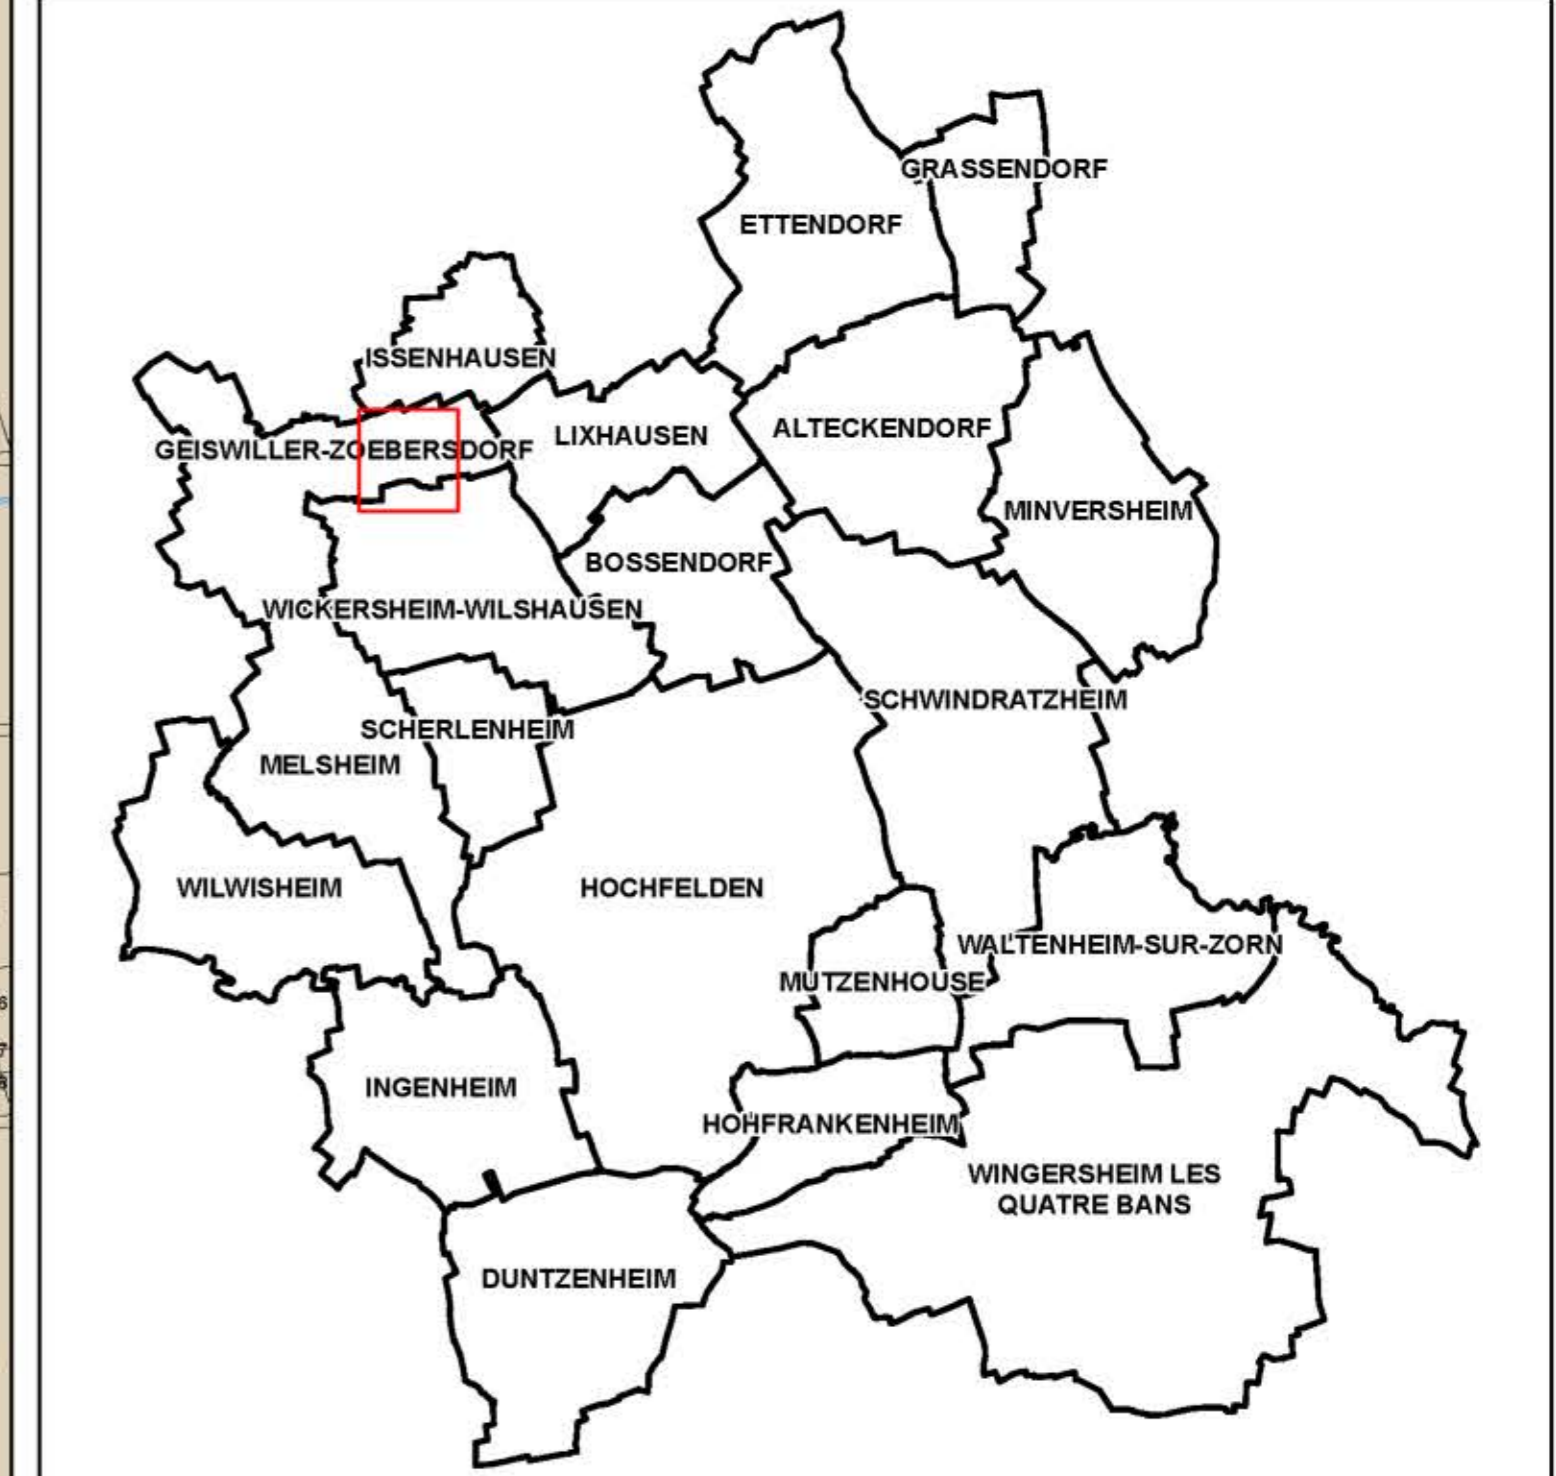 GRASSENDORF
ETTENDORF
ISSENHAUSEN
GEISWILLER-ZOEBERSDORF
LIXHAUSEN
ALTECKENDORF
MINVERSHEIM
BOSSENDORF
WICKERSHEIM-WILSHAUSEN
SCHWINDRATZHEIM
SCHERLENHEIM
MELSHEIM
WILWISHEIM
HOCHFELDEN
WALTENHEIM-SUR-ZORN
MUTZENHOUSE
INGENHEIM
HOHFRANKENHEIM
WINGERSHEIM LES
QUATRE BANS
DUNTZENHEIM